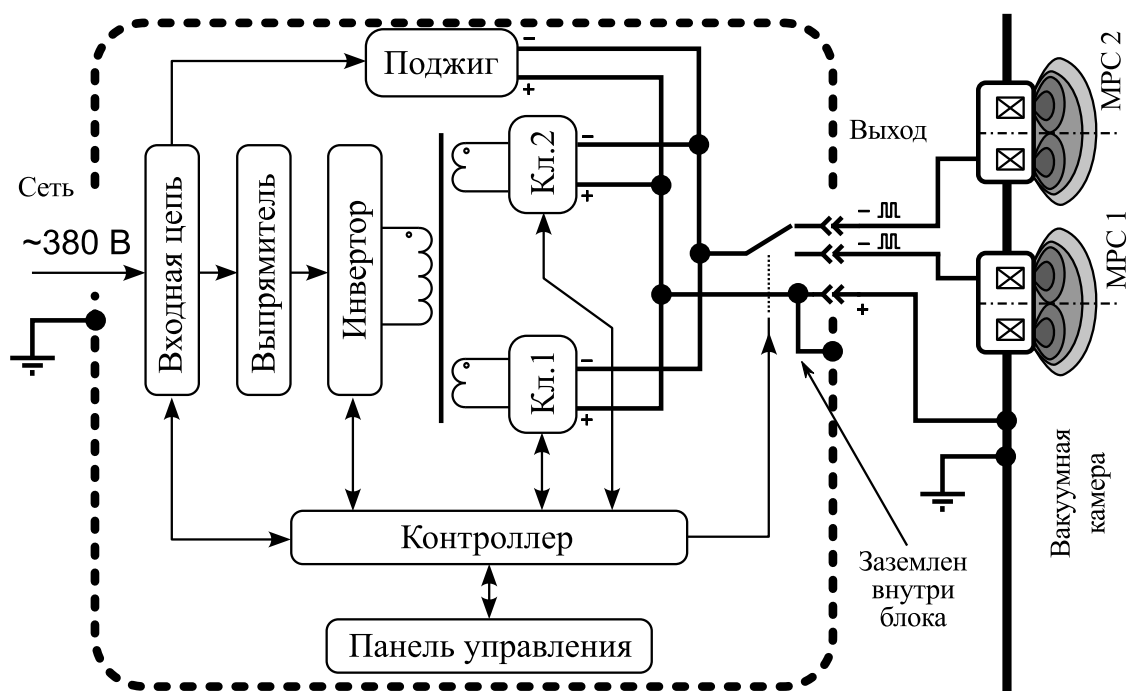 Поджиг
–
+
Сеть
~380 В
Входная цепь
Выпрямитель
Инвертор
Кл.2
–
+
Кл.1
–
+
Выход
–
–
+
МРС 2
МРС 1
Контроллер
Панель управления
Заземлен
внутри
блока
Вакуумная
камера